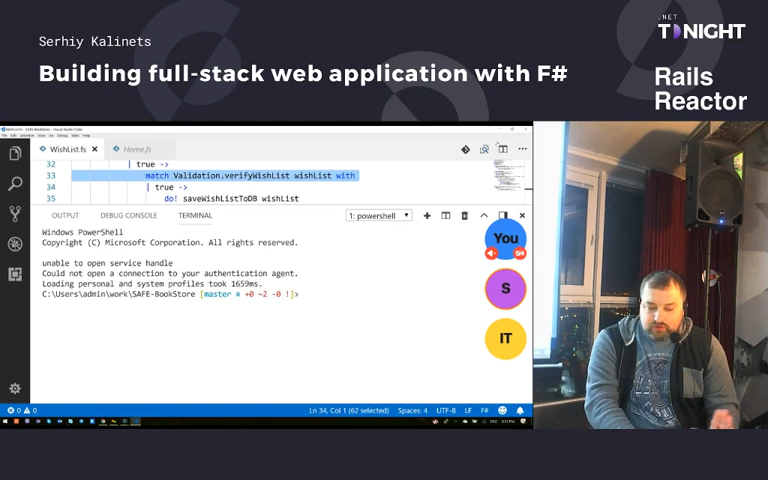 Serhiy Kalinets
Building full-stack web application with F#
.NET
TONIGHT
Rails
Reactor
WishList.fs
Home.fs
32 | true ->
33 match Validation.verifyWishList wishList with
34 | true ->
35 do! saveWishListToDB wishList
OUTPUT DEBUG CONSOLE TERMINAL 1: powershell
Windows PowerShell
Copyright (C) Microsoft Corporation. All rights reserved.
unable to open service handle
Could not open a connection to your authentication agent.
Loading personal and system profiles took 1659ms.
C:\Users\admin\work\SAFE-BookStore [master ≡ +0 ~2 -0 !]>
You
S
IT
0 0 Ln 34, Col 1 (62 selected) Spaces: 4 UTF-8 LF F#